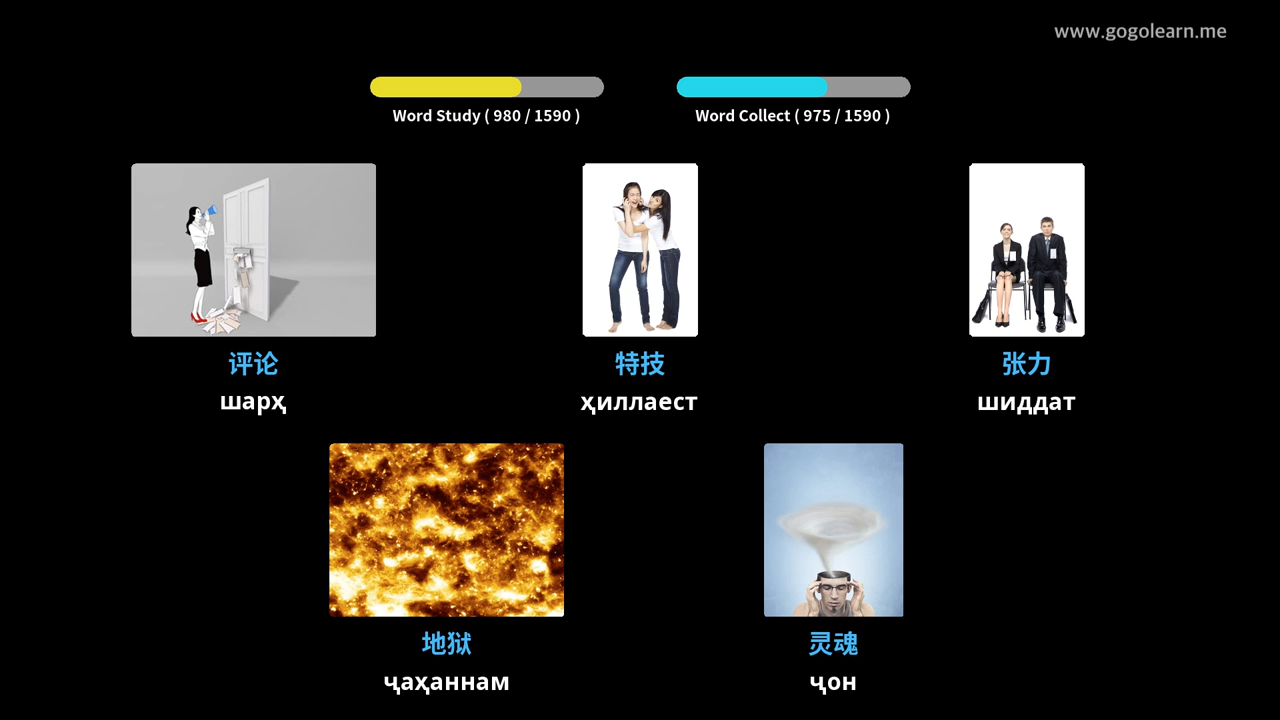 www.gogolearn.me
Word Study ( 980 / 1590 )
Word Collect ( 975 / 1590 )
评论
шарҳ
特技
ҳиллаест
张力
шиддат
地狱
ҷаҳаннам
灵魂
ҷон